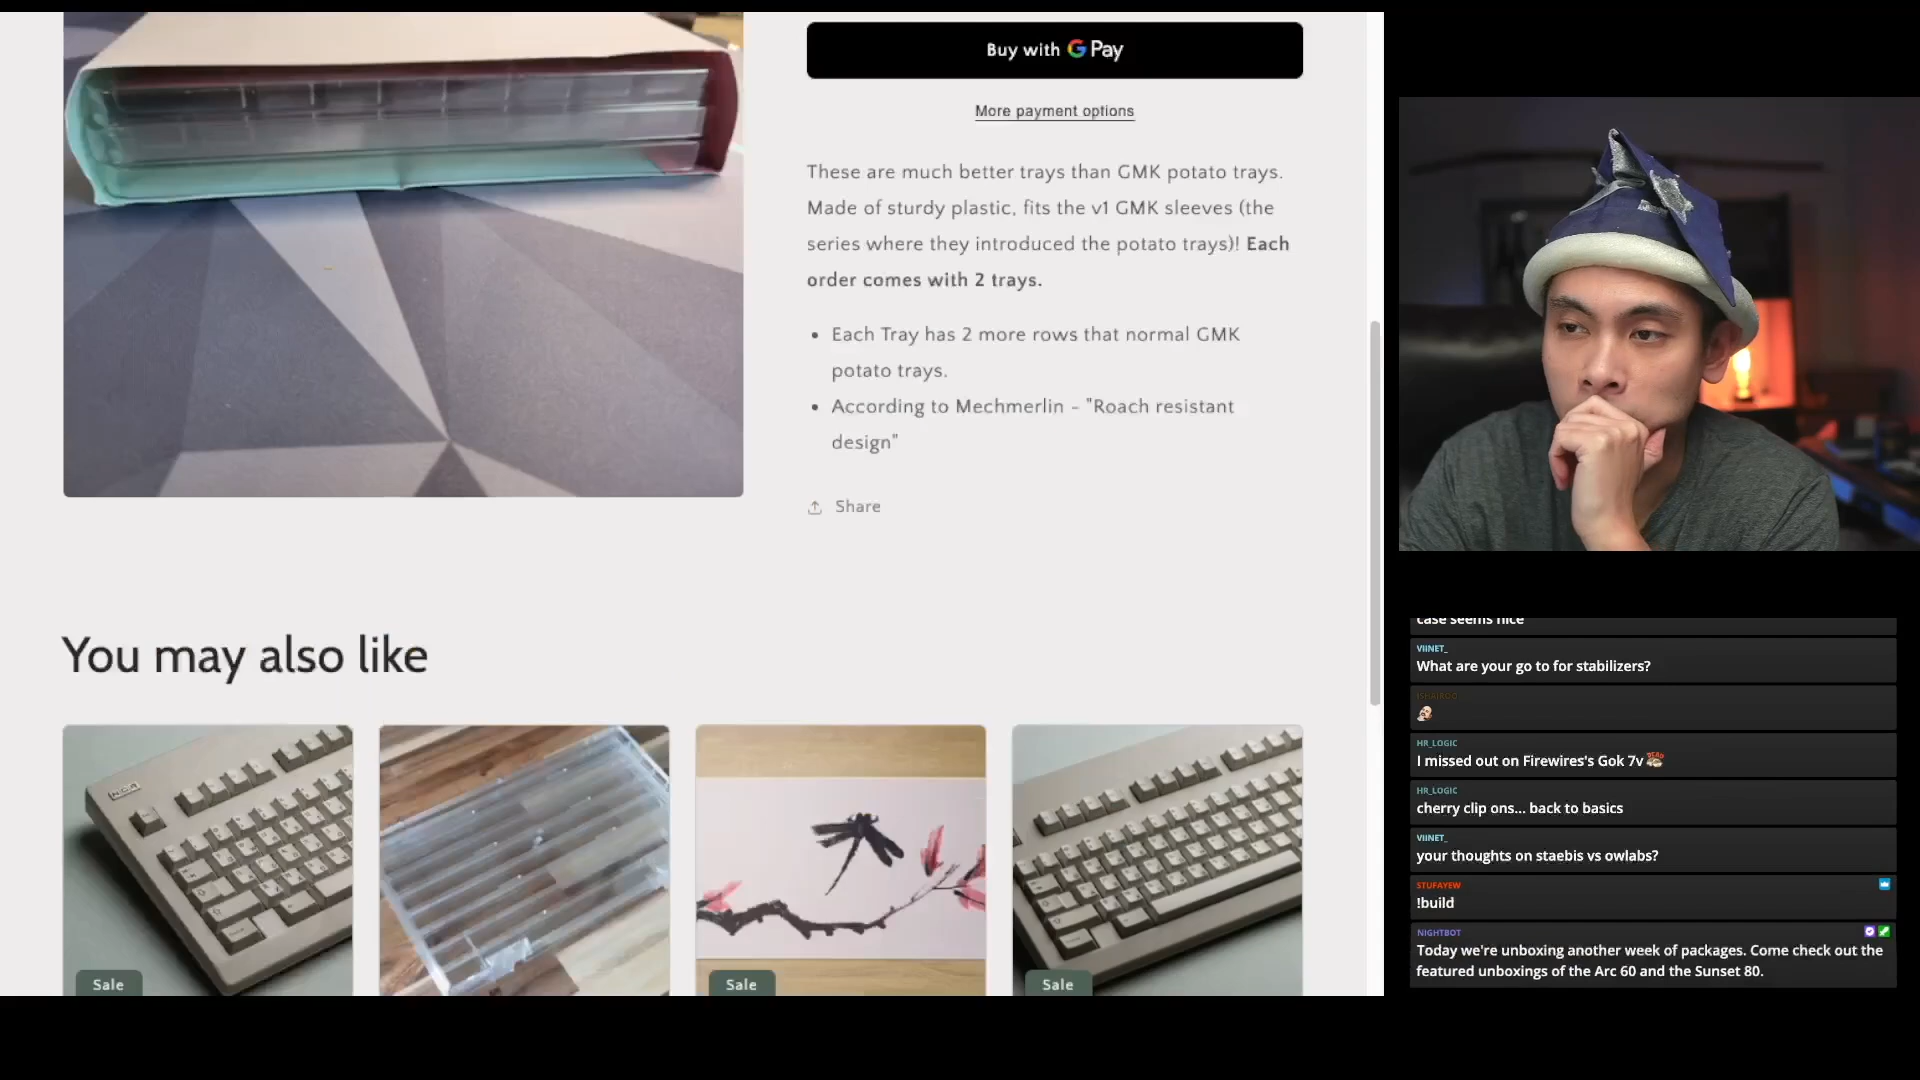 Buy with G Pay
More payment options
These are much better trays than GMK potato trays.
Made of sturdy plastic, fits the v1 GMK sleeves (the
series where they introduced the potato trays)! Each
order comes with 2 trays.
• Each Tray has 2 more rows that normal GMK
potato trays.
• According to Mechmerlin - "Roach resistant
design"
Share
You may also like
Sale
Sale
Sale
case seems nice
VIINET_
What are your go to for stabilizers?
HR_LOGIC
I missed out on Firewires's Gok 7v
HR_LOGIC
cherry clip ons... back to basics
VIINET_
your thoughts on staebis vs owlabs?
STUFAYEW
!build
NIGHTBOT
Today we're unboxing another week of packages. Come check out the
featured unboxings of the Arc 60 and the Sunset 80.